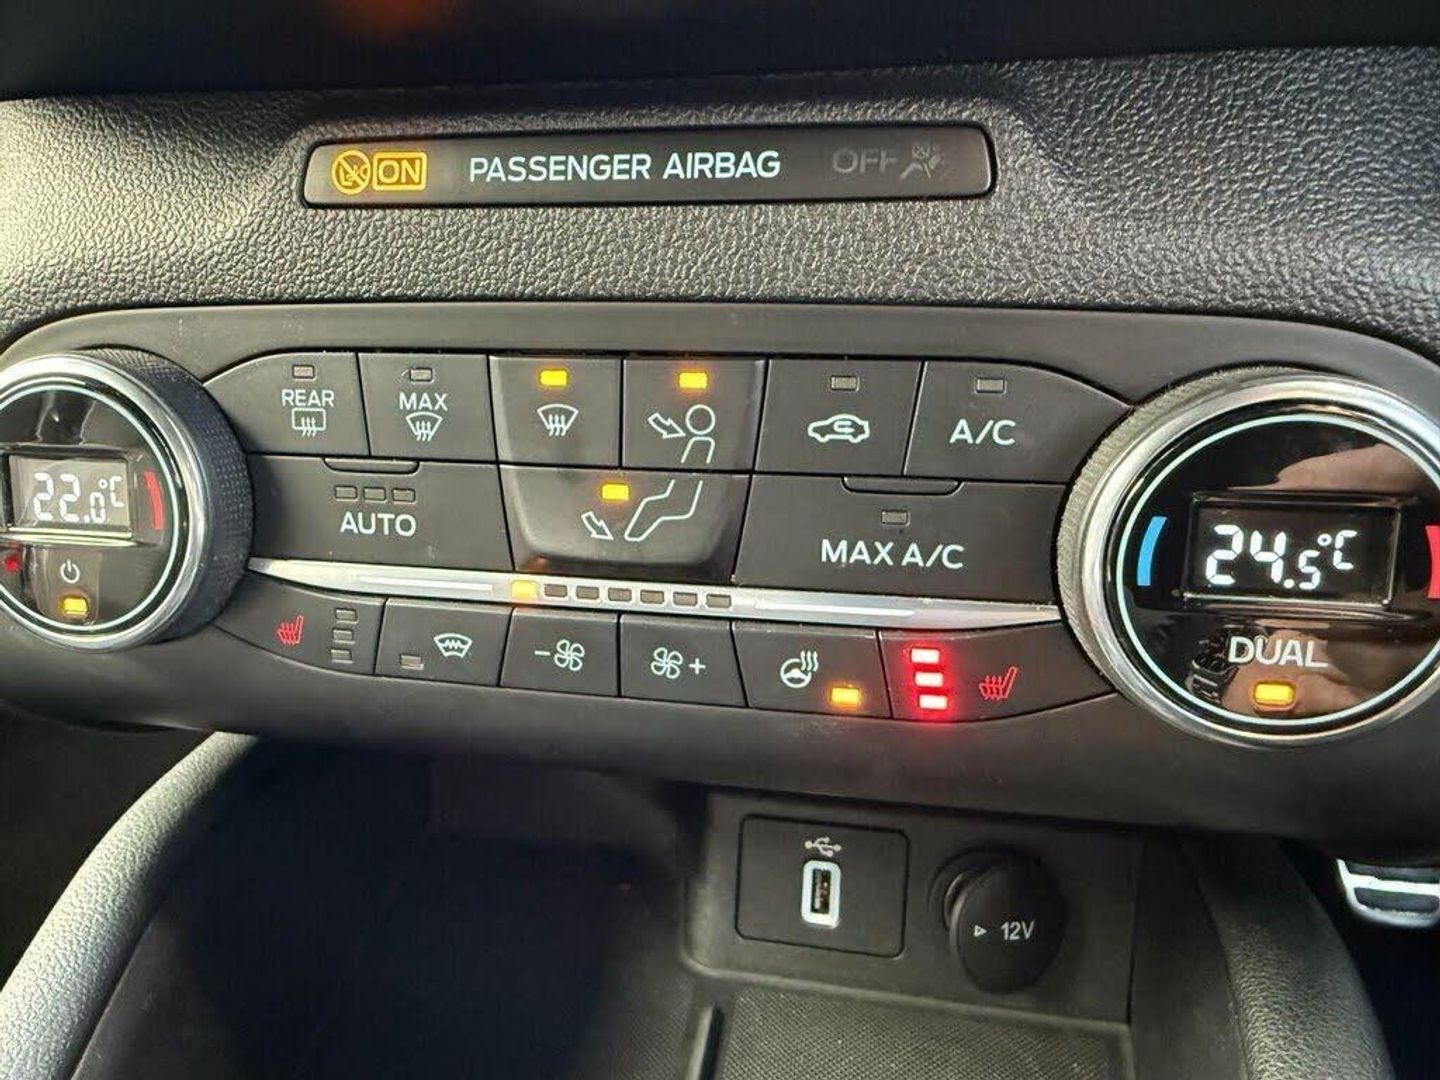 ON PASSENGER AIRBAG OFF
REAR
MAX
A/C
22.0°C
AUTO
MAX A/C
24.5°C
DUAL
- +
12V